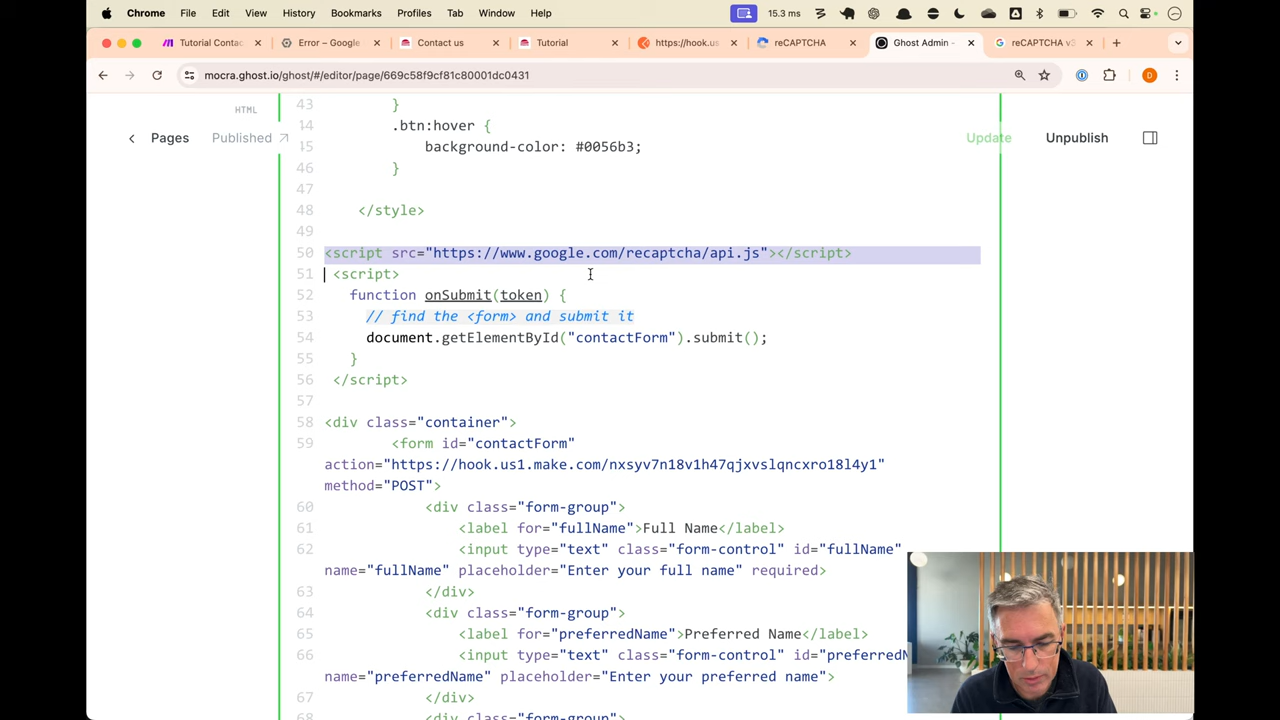 Chrome File Edit View History Bookmarks Profiles Tab Window Help 15.3 ms
Tutorial Contac Error – Google Contact us Tutorial https://hook.us reCAPTCHA Ghost Admin - reCAPTCHA v3
mocra.ghost.io/ghost/#/editor/page/669c58f9cf81c80001dc0431 D
HTML
Pages Published Update Unpublish
43 }
44 .btn:hover {
45 background-color: #0056b3;
46 }
47
48 </style>
49
50 <script src="https://www.google.com/recaptcha/api.js"></script>
51 <script>
52 function onSubmit(token) {
53 // find the <form> and submit it
54 document.getElementById("contactForm").submit();
55 }
56 </script>
57
58 <div class="container">
59 <form id="contactForm"
action="https://hook.us1.make.com/nxsyv7n18v1h47qjxvslqncxro18l4y1"
method="POST">
60 <div class="form-group">
61 <label for="fullName">Full Name</label>
62 <input type="text" class="form-control" id="fullName"
name="fullName" placeholder="Enter your full name" required>
63 </div>
64 <div class="form-group">
65 <label for="preferredName">Preferred Name</label>
66 <input type="text" class="form-control" id="preferredN
name="preferredName" placeholder="Enter your preferred name">
67 </div>
68 <div class="form-group">